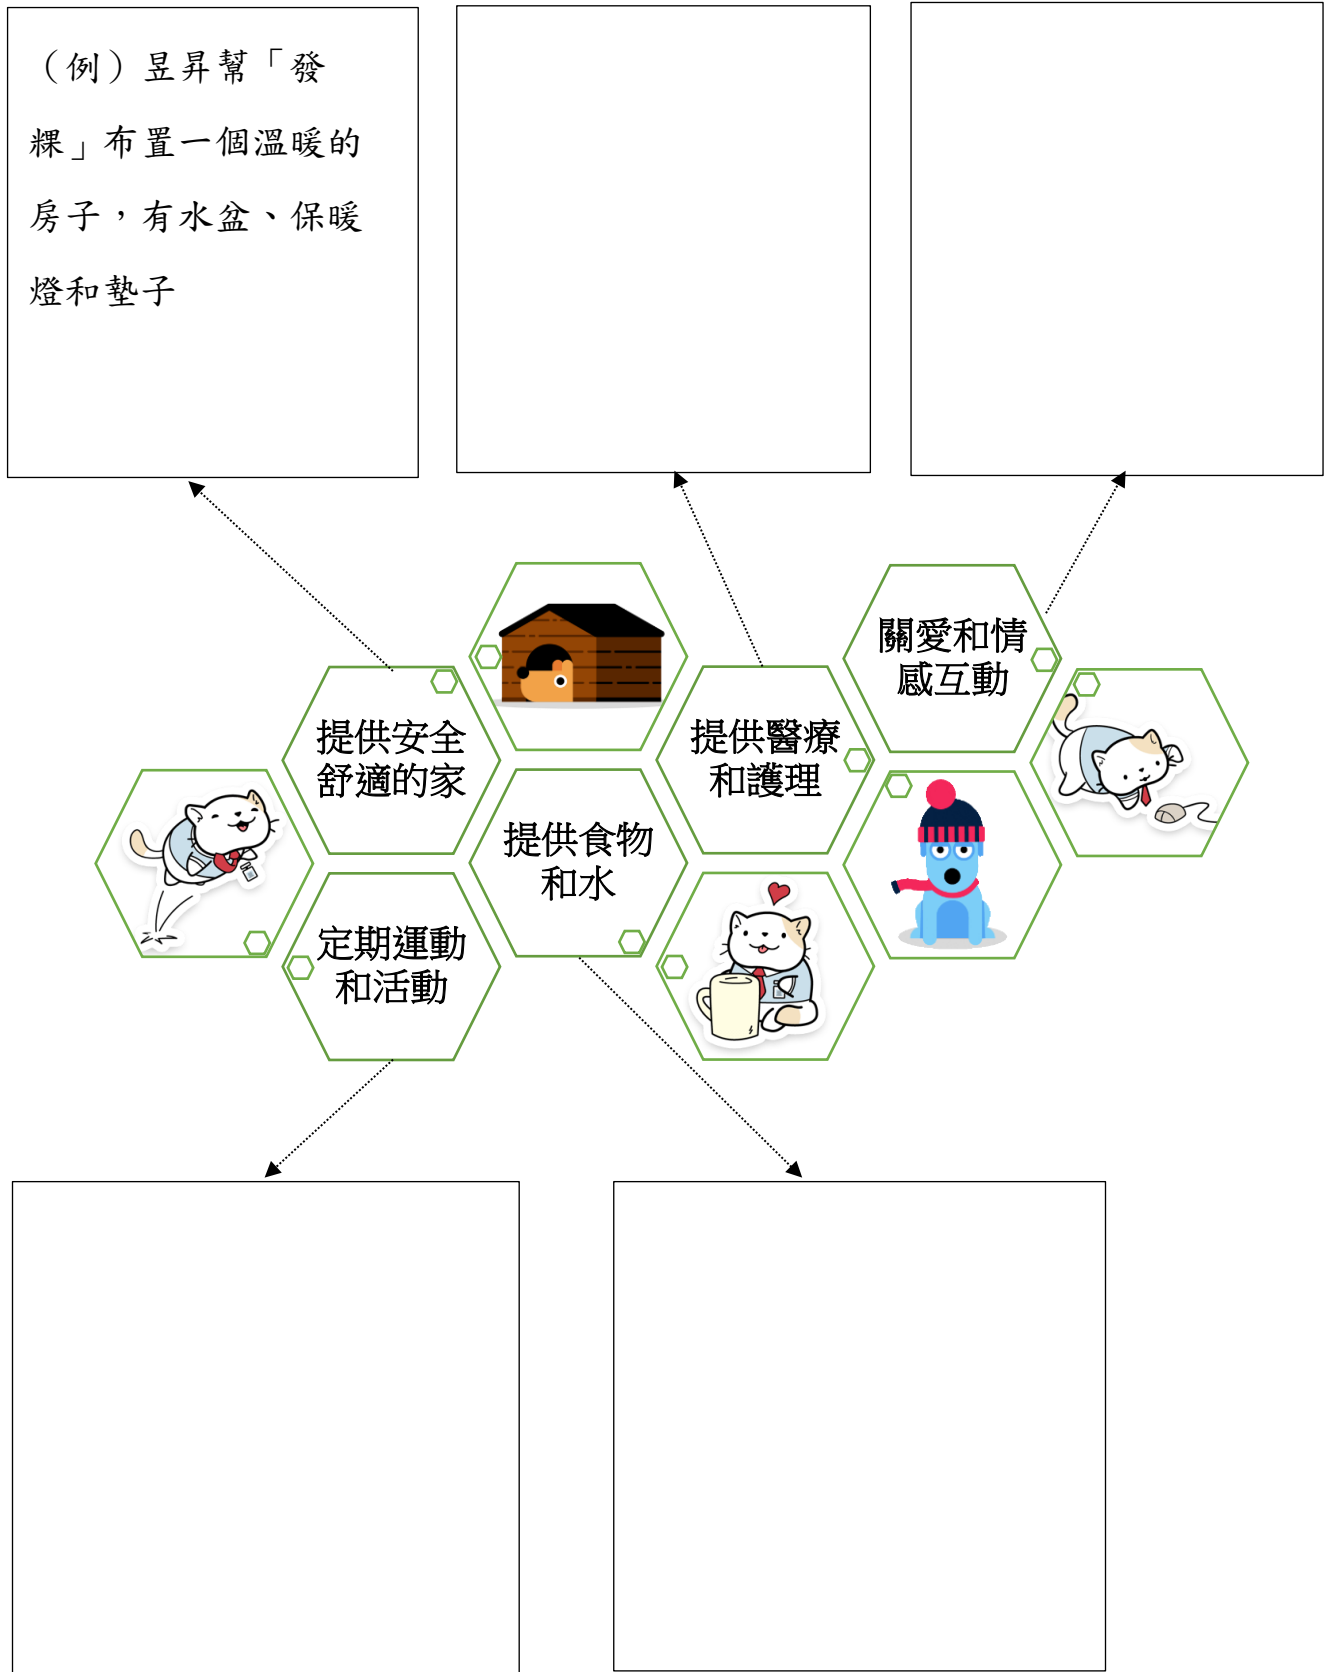 （例）昱昇幫「發
粿」布置一個溫暖的
房子，有水盆、保暖
燈和墊子
關愛和情
感互動
提供安全
舒適的家
提供醫療
和護理
提供食物
和水
定期運動
和活動